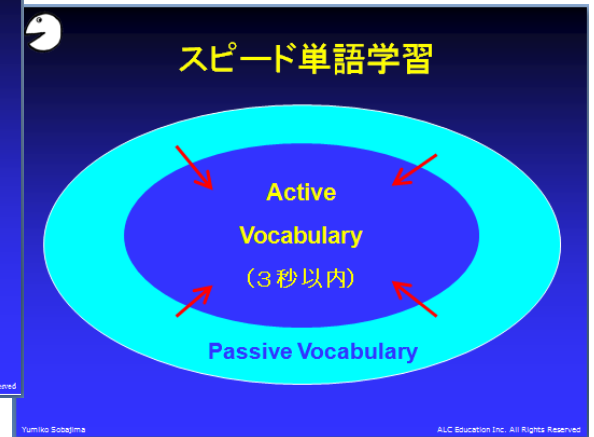 スピード単語学習
Active
Vocabulary
（3秒以内）
Passive Vocabulary
Yumiko Sobajima
ALC Education Inc. All Rights Reserved